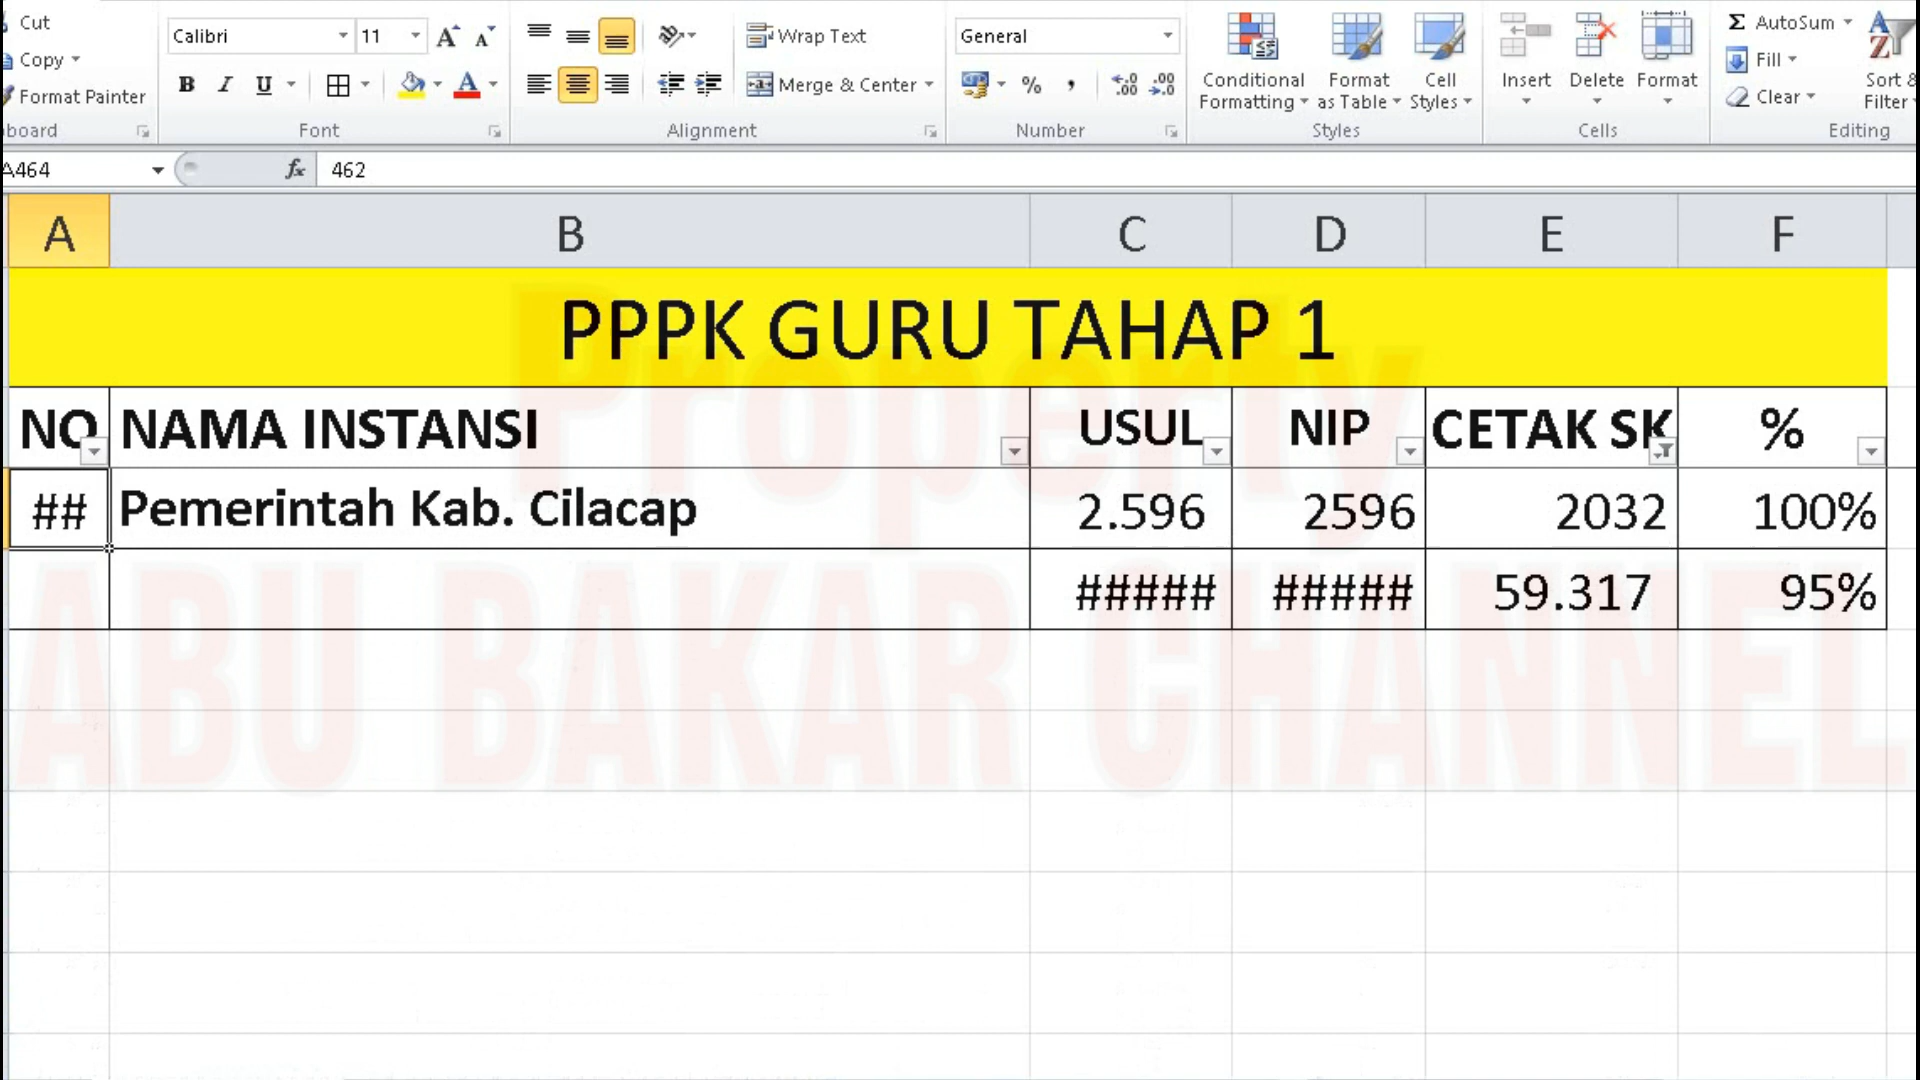 Cut
Copy
Format Painter
board
Calibri 11
B I U
Font
Wrap Text
Merge & Center
Alignment
General
%
Number
Conditional Formatting
Format as Table
Cell Styles
Styles
Insert Delete Format
Cells
Σ AutoSum
Fill
Clear
Sort & Filter
Editing
A464 fx 462
A B C D E F
PPPK GURU TAHAP 1
NO NAMA INSTANSI USUL NIP CETAK SK %
## Pemerintah Kab. Cilacap 2.596 2596 2032 100%
##### ##### 59.317 95%
Property
ABU BAKAR CHANNEL